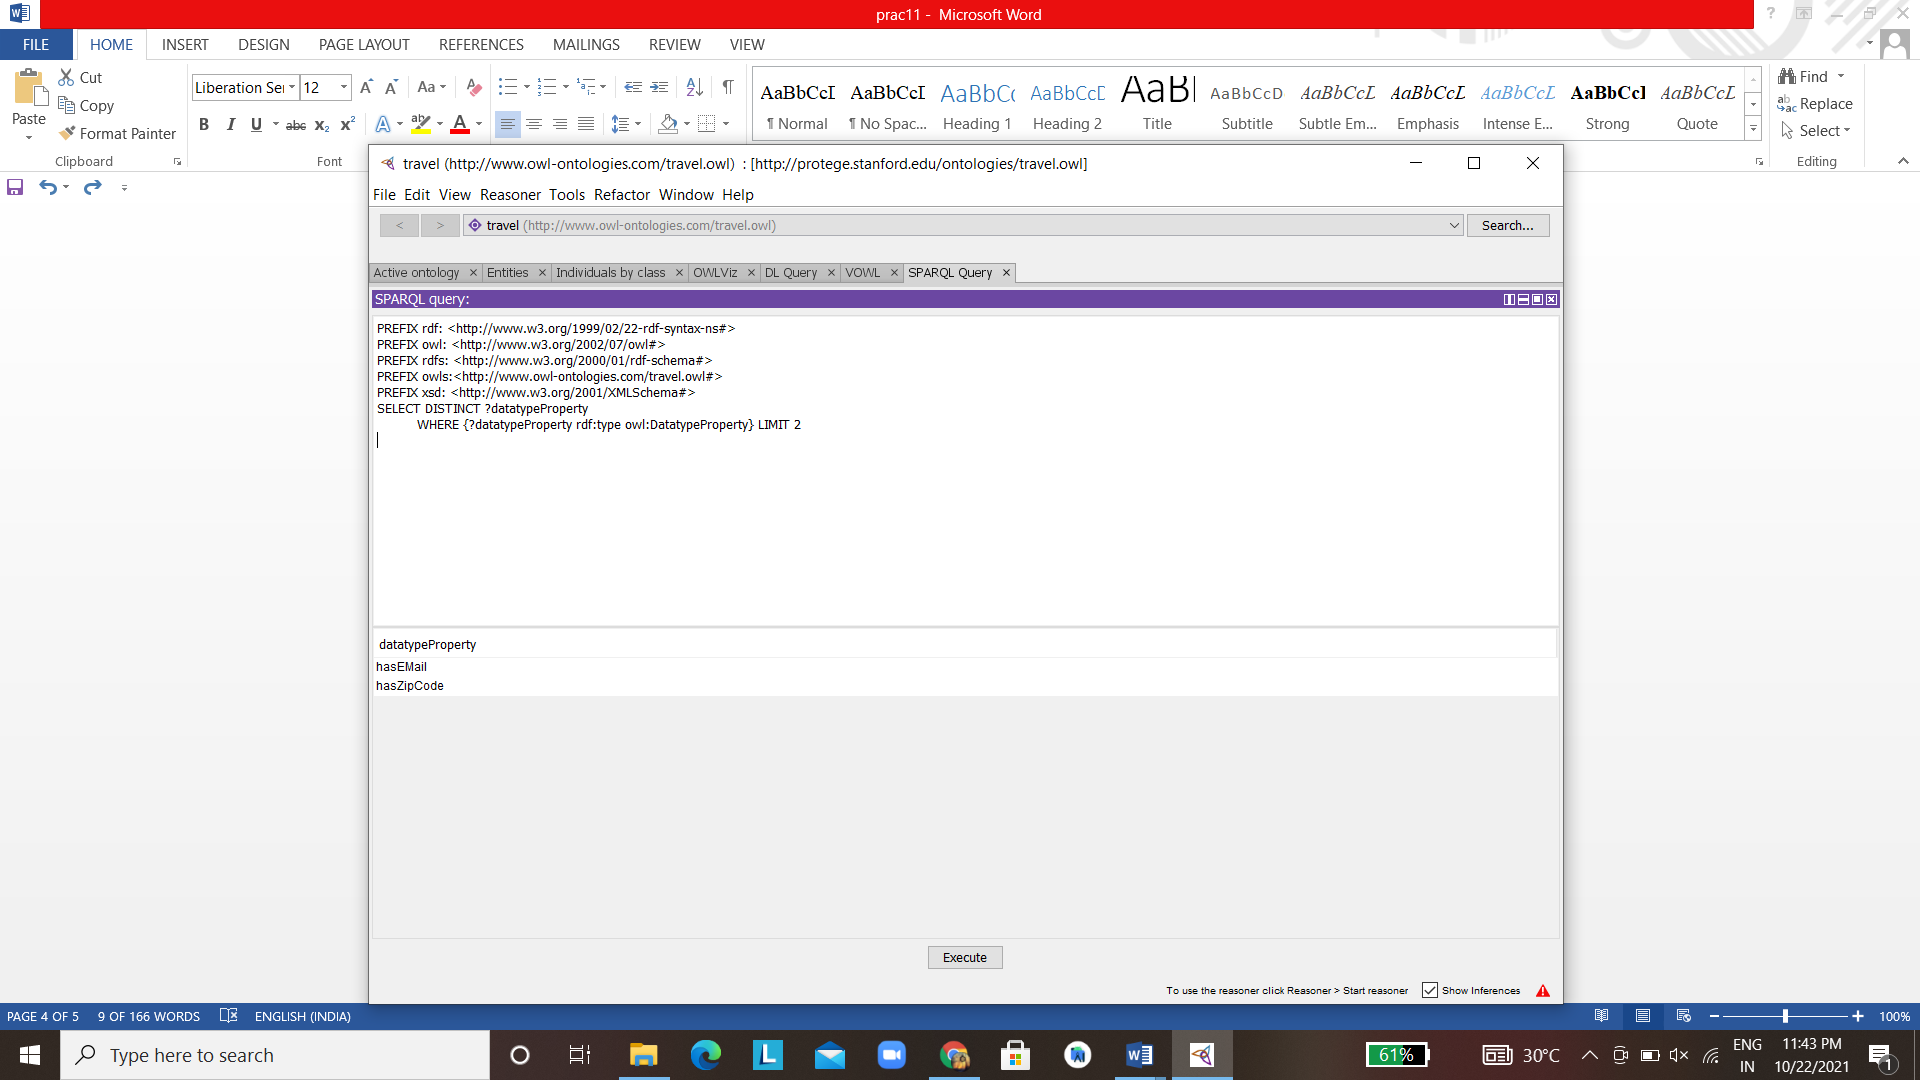 prac11 - Microsoft Word
FILE HOME INSERT DESIGN PAGE LAYOUT REFERENCES MAILINGS REVIEW VIEW
Paste
Cut
Copy
Format Painter
Clipboard
Liberation Se 12
Font
AaBbCcI AaBbCcI AaBbC AaBbCcD AaB AaBbCcD AaBbCcL AaBbCcL AaBbCcL AaBbCcI AaBbCcL
¶ Normal ¶ No Spac... Heading 1 Heading 2 Title Subtitle Subtle Em... Emphasis Intense E... Strong Quote
Find
Replace
Select
Editing
travel (http://www.owl-ontologies.com/travel.owl) : [http://protege.stanford.edu/ontologies/travel.owl]
File Edit View Reasoner Tools Refactor Window Help
< > travel (http://www.owl-ontologies.com/travel.owl) Search...
Active ontology × Entities × Individuals by class × OWLViz × DL Query × VOWL × SPARQL Query ×
SPARQL query:
PREFIX rdf: <http://www.w3.org/1999/02/22-rdf-syntax-ns#>
PREFIX owl: <http://www.w3.org/2002/07/owl#>
PREFIX rdfs: <http://www.w3.org/2000/01/rdf-schema#>
PREFIX owls:<http://www.owl-ontologies.com/travel.owl#>
PREFIX xsd: <http://www.w3.org/2001/XMLSchema#>
SELECT DISTINCT ?datatypeProperty
WHERE {?datatypeProperty rdf:type owl:DatatypeProperty} LIMIT 2
datatypeProperty
hasEMail
hasZipCode
Execute
To use the reasoner click Reasoner > Start reasoner Show Inferences
PAGE 4 OF 5 9 OF 166 WORDS ENGLISH (INDIA) 100%
Type here to search
61%
30°C
ENG
IN
11:43 PM
10/22/2021
1